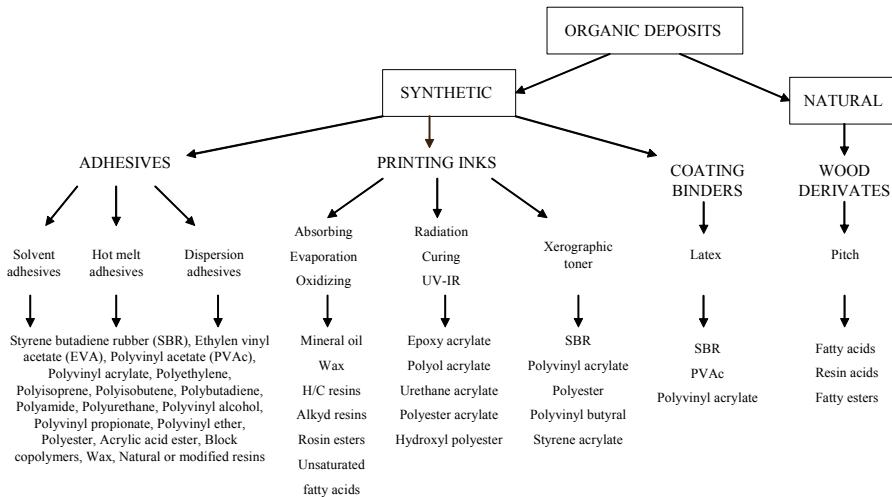 ORGANIC DEPOSITS
SYNTHETIC
NATURAL
ADHESIVES
PRINTING INKS
COATING
BINDERS
WOOD
DERIVATES
Solvent
adhesives
Hot melt
adhesives
Dispersion
adhesives
Absorbing
Evaporation
Oxidizing
Radiation
Curing
UV-IR
Xerographic
toner
Latex
Pitch
Styrene butadiene rubber (SBR), Ethylen vinyl
acetate (EVA), Polyvinyl acetate (PVAc),
Polyvinyl acrylate, Polyethylene,
Polyisoprene, Polyisobutene, Polybutadiene,
Polyamide, Polyurethane, Polyvinyl alcohol,
Polyvinyl propionate, Polyvinyl ether,
Polyester, Acrylic acid ester, Block
copolymers, Wax, Natural or modified resins
Mineral oil
Wax
H/C resins
Alkyd resins
Rosin esters
Unsaturated
fatty acids
Epoxy acrylate
Polyol acrylate
Urethane acrylate
Polyester acrylate
Hydroxyl polyester
SBR
Polyvinyl acrylate
Polyester
Polyvinyl butyral
Styrene acrylate
SBR
PVAc
Polyvinyl acrylate
Fatty acids
Resin acids
Fatty esters